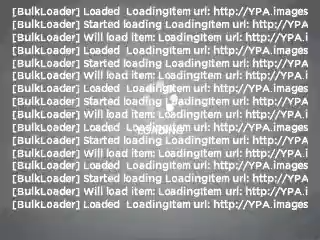 [BulkLoader] Loaded LoadingItem url: http://YPA.images
[BulkLoader] Started loading LoadingItem url: http://YPA
[BulkLoader] Will load item: LoadingItem url: http://YPA.i
[BulkLoader] Loaded LoadingItem url: http://YPA.images
[BulkLoader] Started loading LoadingItem url: http://YPA
[BulkLoader] Will load item: LoadingItem url: http://YPA.i
[BulkLoader] Loaded LoadingItem url: http://YPA.images
[BulkLoader] Started loading LoadingItem url: http://YPA
[BulkLoader] Will load item: LoadingItem url: http://YPA.i
[BulkLoader] Loaded LoadingItem url: http://YPA.images
LOADING
[BulkLoader] Started loading LoadingItem url: http://YPA
[BulkLoader] Will load item: LoadingItem url: http://YPA.i
[BulkLoader] Loaded LoadingItem url: http://YPA.images
[BulkLoader] Started loading LoadingItem url: http://YPA
[BulkLoader] Will load item: LoadingItem url: http://YPA.i
[BulkLoader] Loaded LoadingItem url: http://YPA.images